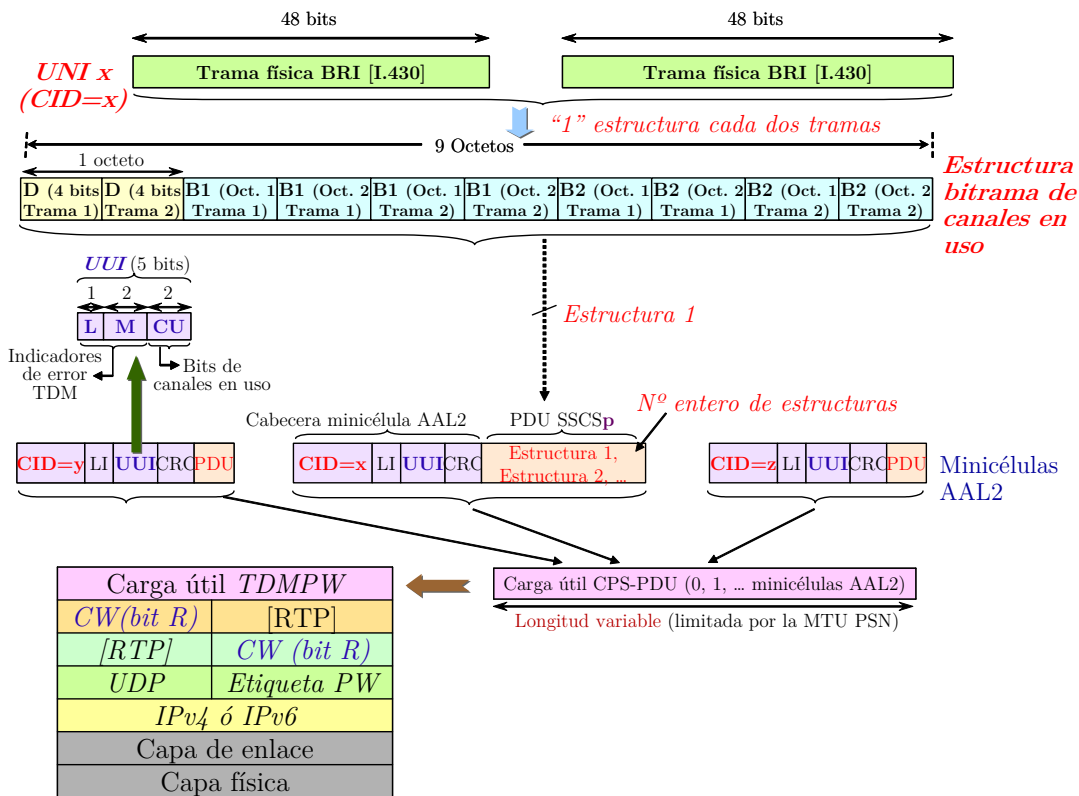 48 bits
48 bits
UNI x
(CID=x)
Trama física BRI [I.430]
Trama física BRI [I.430]
“1” estructura cada dos tramas
9 Octetos
1 octeto
D (4 bits Trama 1)
D (4 bits Trama 2)
B1 (Oct. 1 Trama 1)
B1 (Oct. 2 Trama 1)
B1 (Oct. 1 Trama 2)
B1 (Oct. 2 Trama 2)
B2 (Oct. 1 Trama 1)
B2 (Oct. 2 Trama 1)
B2 (Oct. 1 Trama 2)
B2 (Oct. 2 Trama 2)
Estructura
bitrama de
canales en
uso
UUI (5 bits)
1 2 2
L M CU
Indicadores
de error
TDM
Bits de
canales en uso
Estructura 1
Nº entero de estructuras
Cabecera minicélula AAL2
PDU SSCSp
CID=y LI UUI CRC PDU
CID=x LI UUI CRC
Estructura 1,
Estructura 2, ...
CID=z LI UUI CRC PDU
Minicélulas
AAL2
Carga útil CPS-PDU (0, 1, ... minicélulas AAL2)
Longitud variable (limitada por la MTU PSN)
Carga útil TDMPW
CW(bit R) [RTP]
[RTP] CW (bit R)
UDP Etiqueta PW
IPv4 ó IPv6
Capa de enlace
Capa física